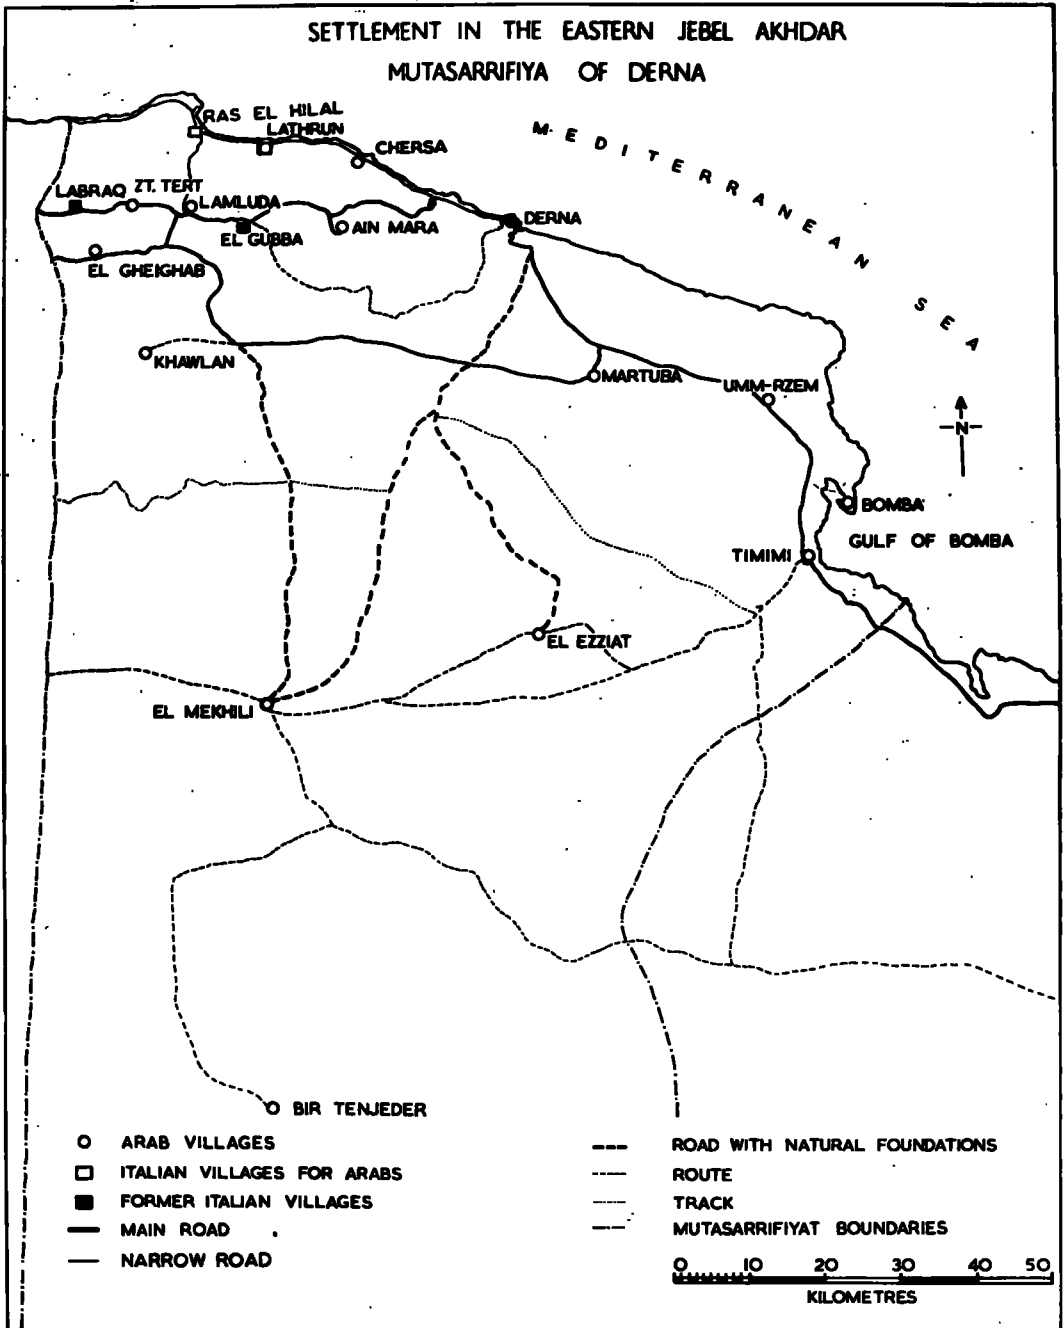 SETTLEMENT IN THE EASTERN JEBEL AKHDAR
MUTASARRIFIYA OF DERNA
RAS EL HILAL
LATHRUN
CHERSA
MEDITERRANEAN SEA
LABRAQ
ZT. TERT
LAMLUDA
EL GUBBA
AIN MARA
DERNA
EL GHEIGHAB
KHAWLAN
MARTUBA
UMM-RZEM
N
BOMBA
GULF OF BOMBA
TIMIMI
EL EZZIAT
EL MEKHILI
BIR TENJEDER
ARAB VILLAGES
ITALIAN VILLAGES FOR ARABS
FORMER ITALIAN VILLAGES
MAIN ROAD
NARROW ROAD
ROAD WITH NATURAL FOUNDATIONS
ROUTE
TRACK
MUTASARRIFIYAT BOUNDARIES
0 10 20 30 40 50
KILOMETRES